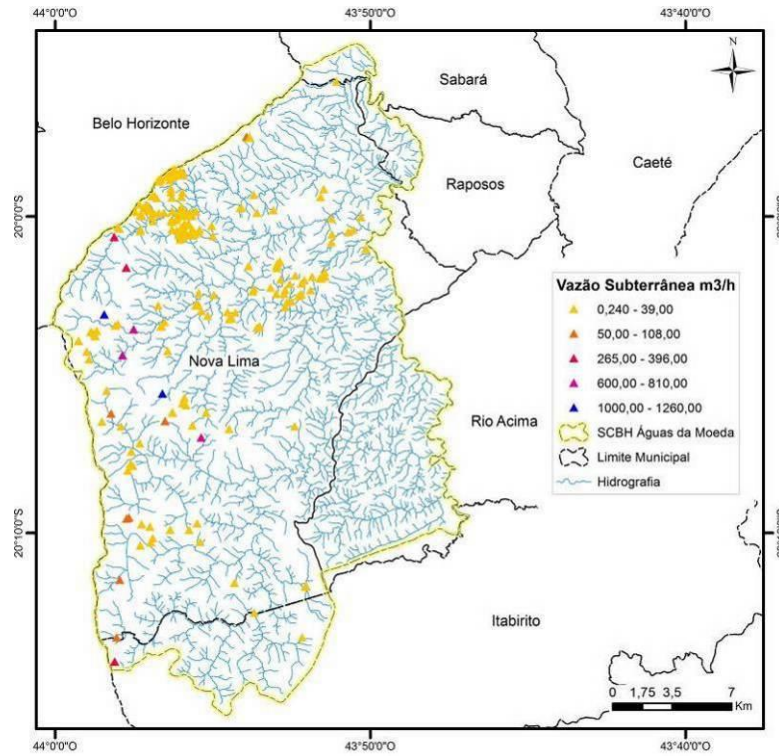 44°0'0"O 43°50'0"O 43°40'0"O
N
Sabará
Belo Horizonte
Caeté
Raposos
20°0'0"S
Vazão Subterrânea m3/h
0,240 - 39,00
50,00 - 108,00
265,00 - 396,00
600,00 - 810,00
1000,00 - 1260,00
SCBH Águas da Moeda
Limite Municipal
Hidrografia
Nova Lima
Rio Acima
20°10'0"S
Itabirito
0 1,75 3,5 7
Km
44°0'0"O 43°50'0"O 43°40'0"O